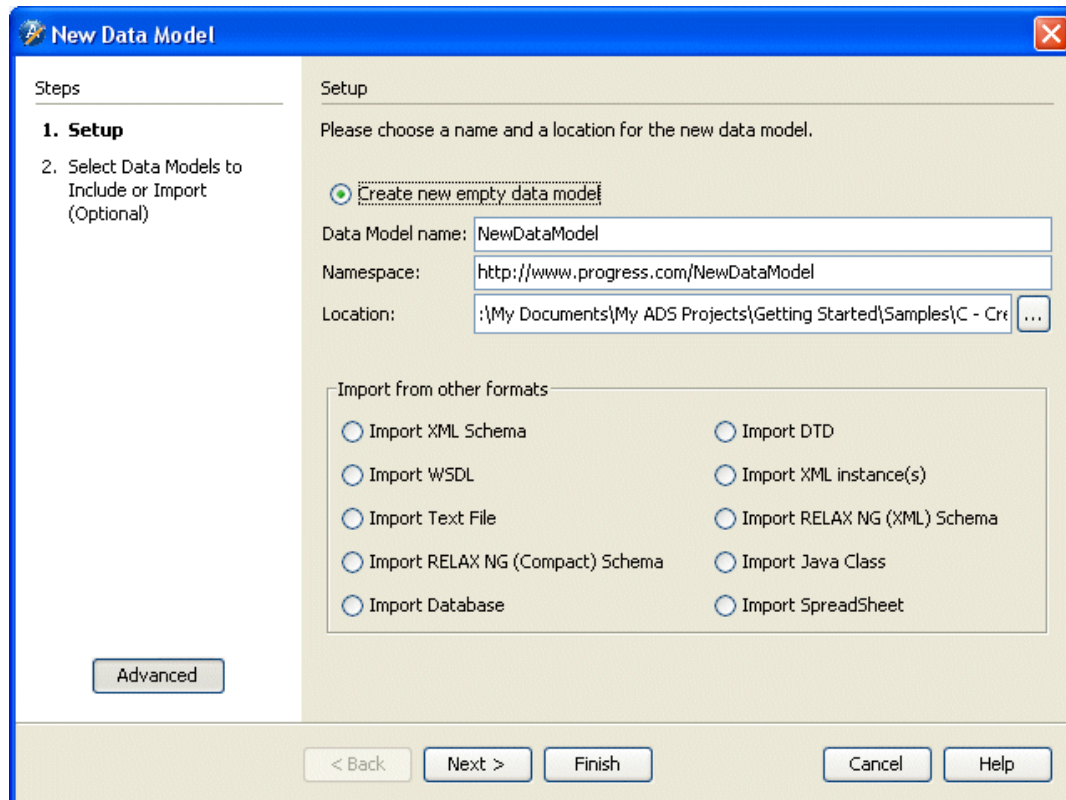 New Data Model
Steps
1. Setup
2. Select Data Models to
Include or Import
(Optional)
Advanced
Setup
Please choose a name and a location for the new data model.
Create new empty data model
Data Model name: NewDataModel
Namespace: http://www.progress.com/NewDataModel
Location: :\My Documents\My ADS Projects\Getting Started\Samples\C - Cre ...
Import from other formats
Import XML Schema
Import DTD
Import WSDL
Import XML instance(s)
Import Text File
Import RELAX NG (XML) Schema
Import RELAX NG (Compact) Schema
Import Java Class
Import Database
Import SpreadSheet
< Back
Next >
Finish
Cancel
Help